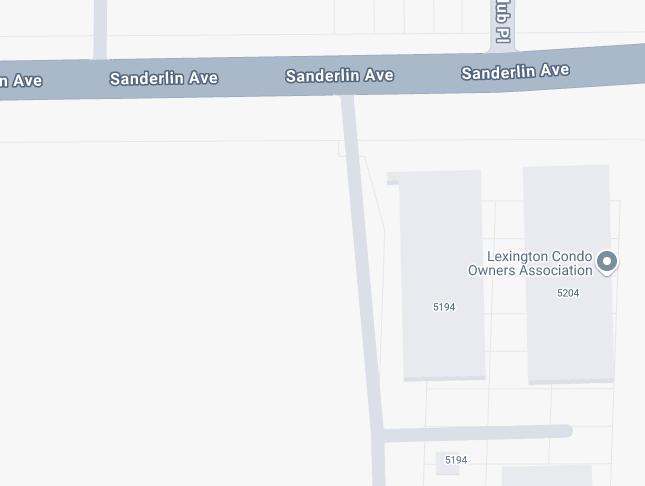 n Ave
Sanderlin Ave
Sanderlin Ave
Sanderlin Ave
lub Pl
Lexington Condo
Owners Association
5194
5204
5194